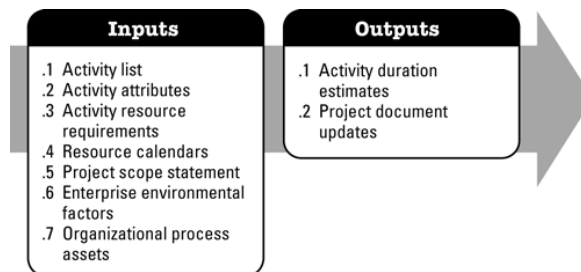 Inputs
.1 Activity list
.2 Activity attributes
.3 Activity resource
requirements
.4 Resource calendars
.5 Project scope statement
.6 Enterprise environmental
factors
.7 Organizational process
assets
Outputs
.1 Activity duration
estimates
.2 Project document
updates